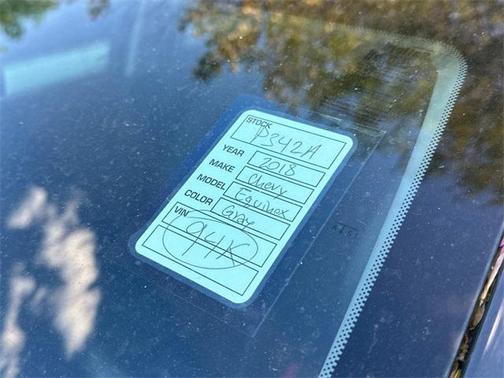 STOCK P342A
YEAR 2018
MAKE Chevy
MODEL Equinox
COLOR Gray
VIN
94K